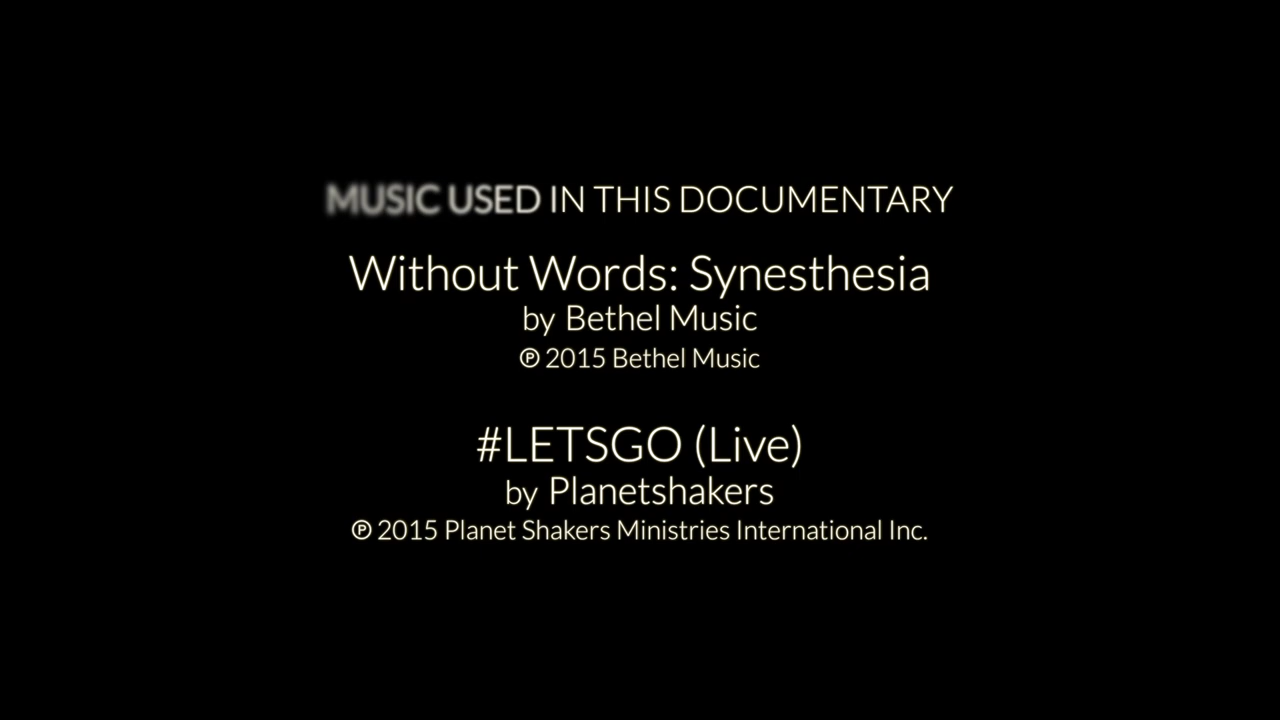 MUSIC USED IN THIS DOCUMENTARY
Without Words: Synesthesia
by Bethel Music
℗ 2015 Bethel Music
#LETSGO (Live)
by Planetshakers
℗ 2015 Planet Shakers Ministries International Inc.